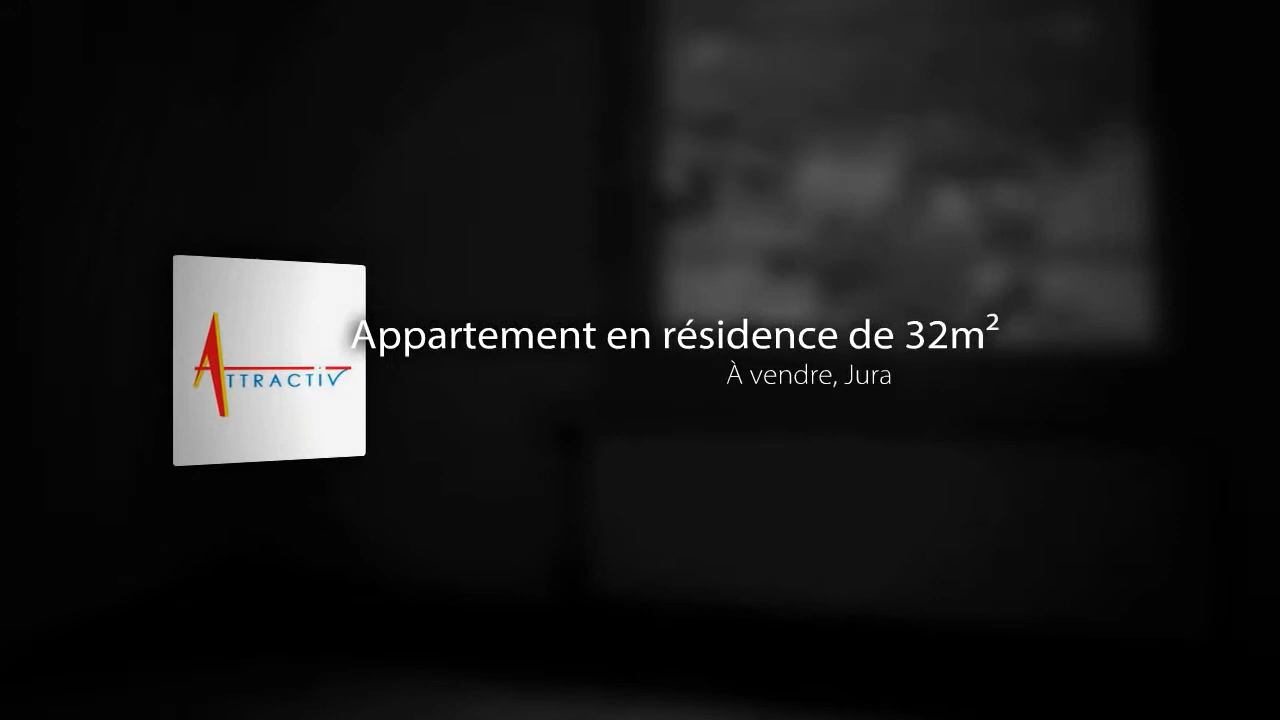 ATTRACTiV
Appartement en résidence de 32m²
À vendre, Jura